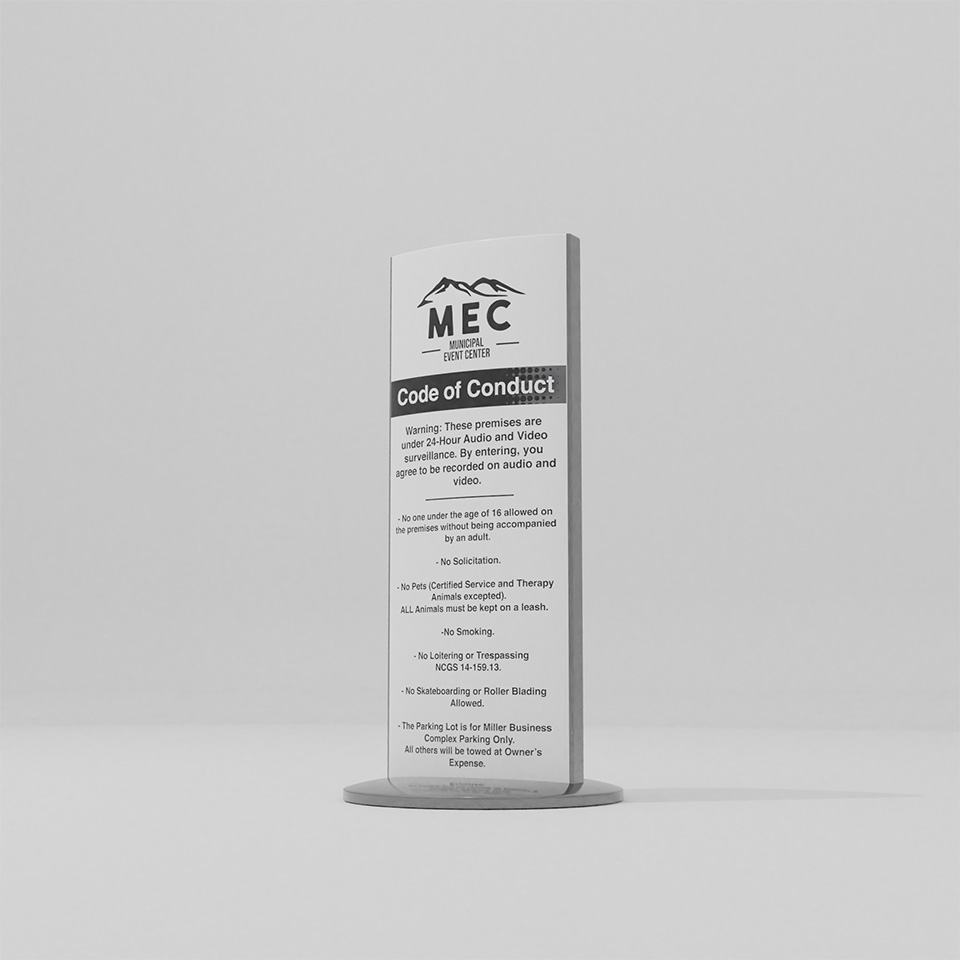 MEC
MUNICIPAL
EVENT CENTER
Code of Conduct
Warning: These premises are
under 24-Hour Audio and Video
surveillance. By entering, you
agree to be recorded on audio and
video.
- No one under the age of 16 allowed on
the premises without being accompanied
by an adult.
- No Solicitation.
- No Pets (Certified Service and Therapy
Animals excepted).
ALL Animals must be kept on a leash.
-No Smoking.
- No Loitering or Trespassing
NCGS 14-159.13.
- No Skateboarding or Roller Blading
Allowed.
- The Parking Lot is for Miller Business
Complex Parking Only.
All others will be towed at Owner's
Expense.